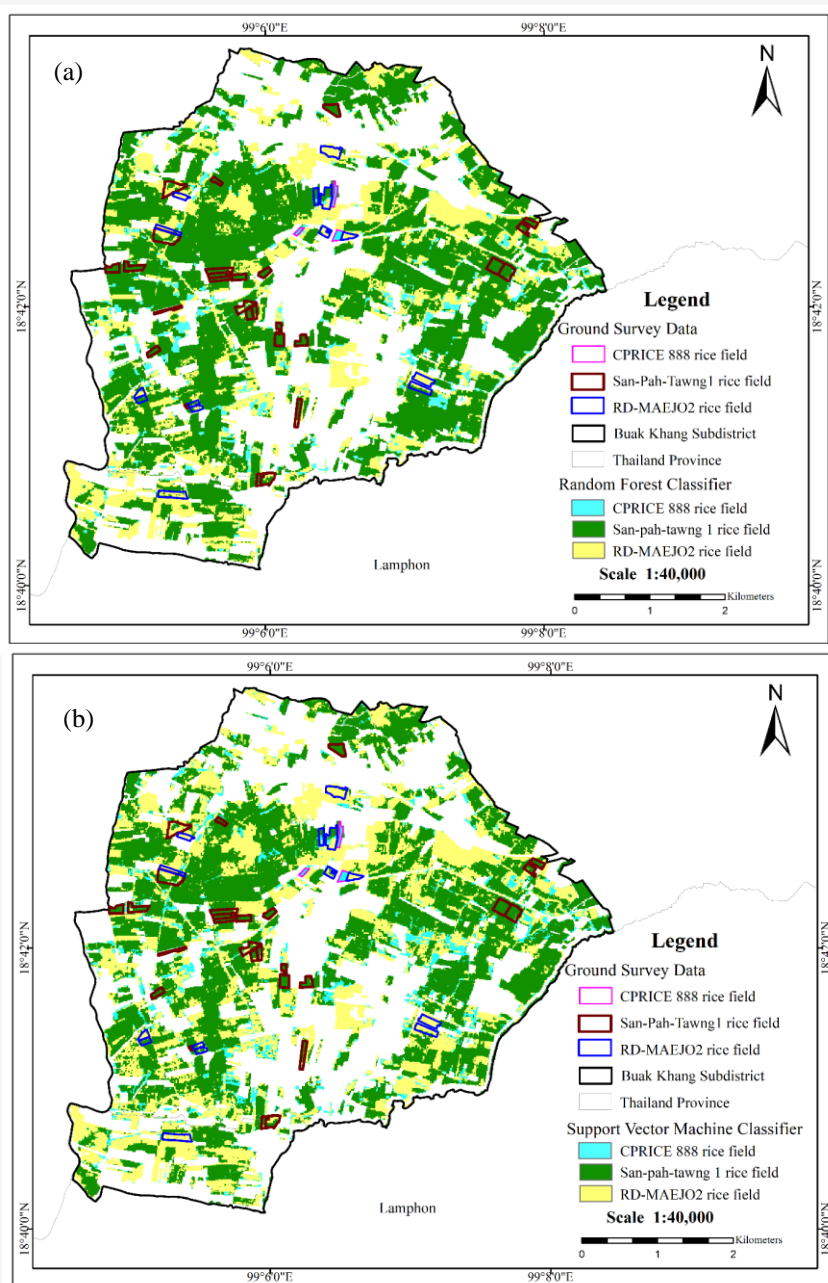 99°6'0"E 99°8'0"E
(a)
N
18°42'0"N 18°42'0"N
Legend
Ground Survey Data
CPRICE 888 rice field
San-Pah-Tawng1 rice field
RD-MAEJO2 rice field
Buak Khang Subdistrict
Thailand Province
Random Forest Classifier
CPRICE 888 rice field
San-pah-tawng 1 rice field
RD-MAEJO2 rice field
Lamphon
Scale 1:40,000
Kilometers
0 1 2
18°40'0"N 18°40'0"N
99°6'0"E 99°8'0"E
99°6'0"E 99°8'0"E
(b)
N
18°42'0"N 18°42'0"N
Legend
Ground Survey Data
CPRICE 888 rice field
San-Pah-Tawng1 rice field
RD-MAEJO2 rice field
Buak Khang Subdistrict
Thailand Province
Support Vector Machine Classifier
CPRICE 888 rice field
San-pah-tawng 1 rice field
RD-MAEJO2 rice field
Lamphon
Scale 1:40,000
Kilometers
0 1 2
18°40'0"N 18°40'0"N
99°6'0"E 99°8'0"E